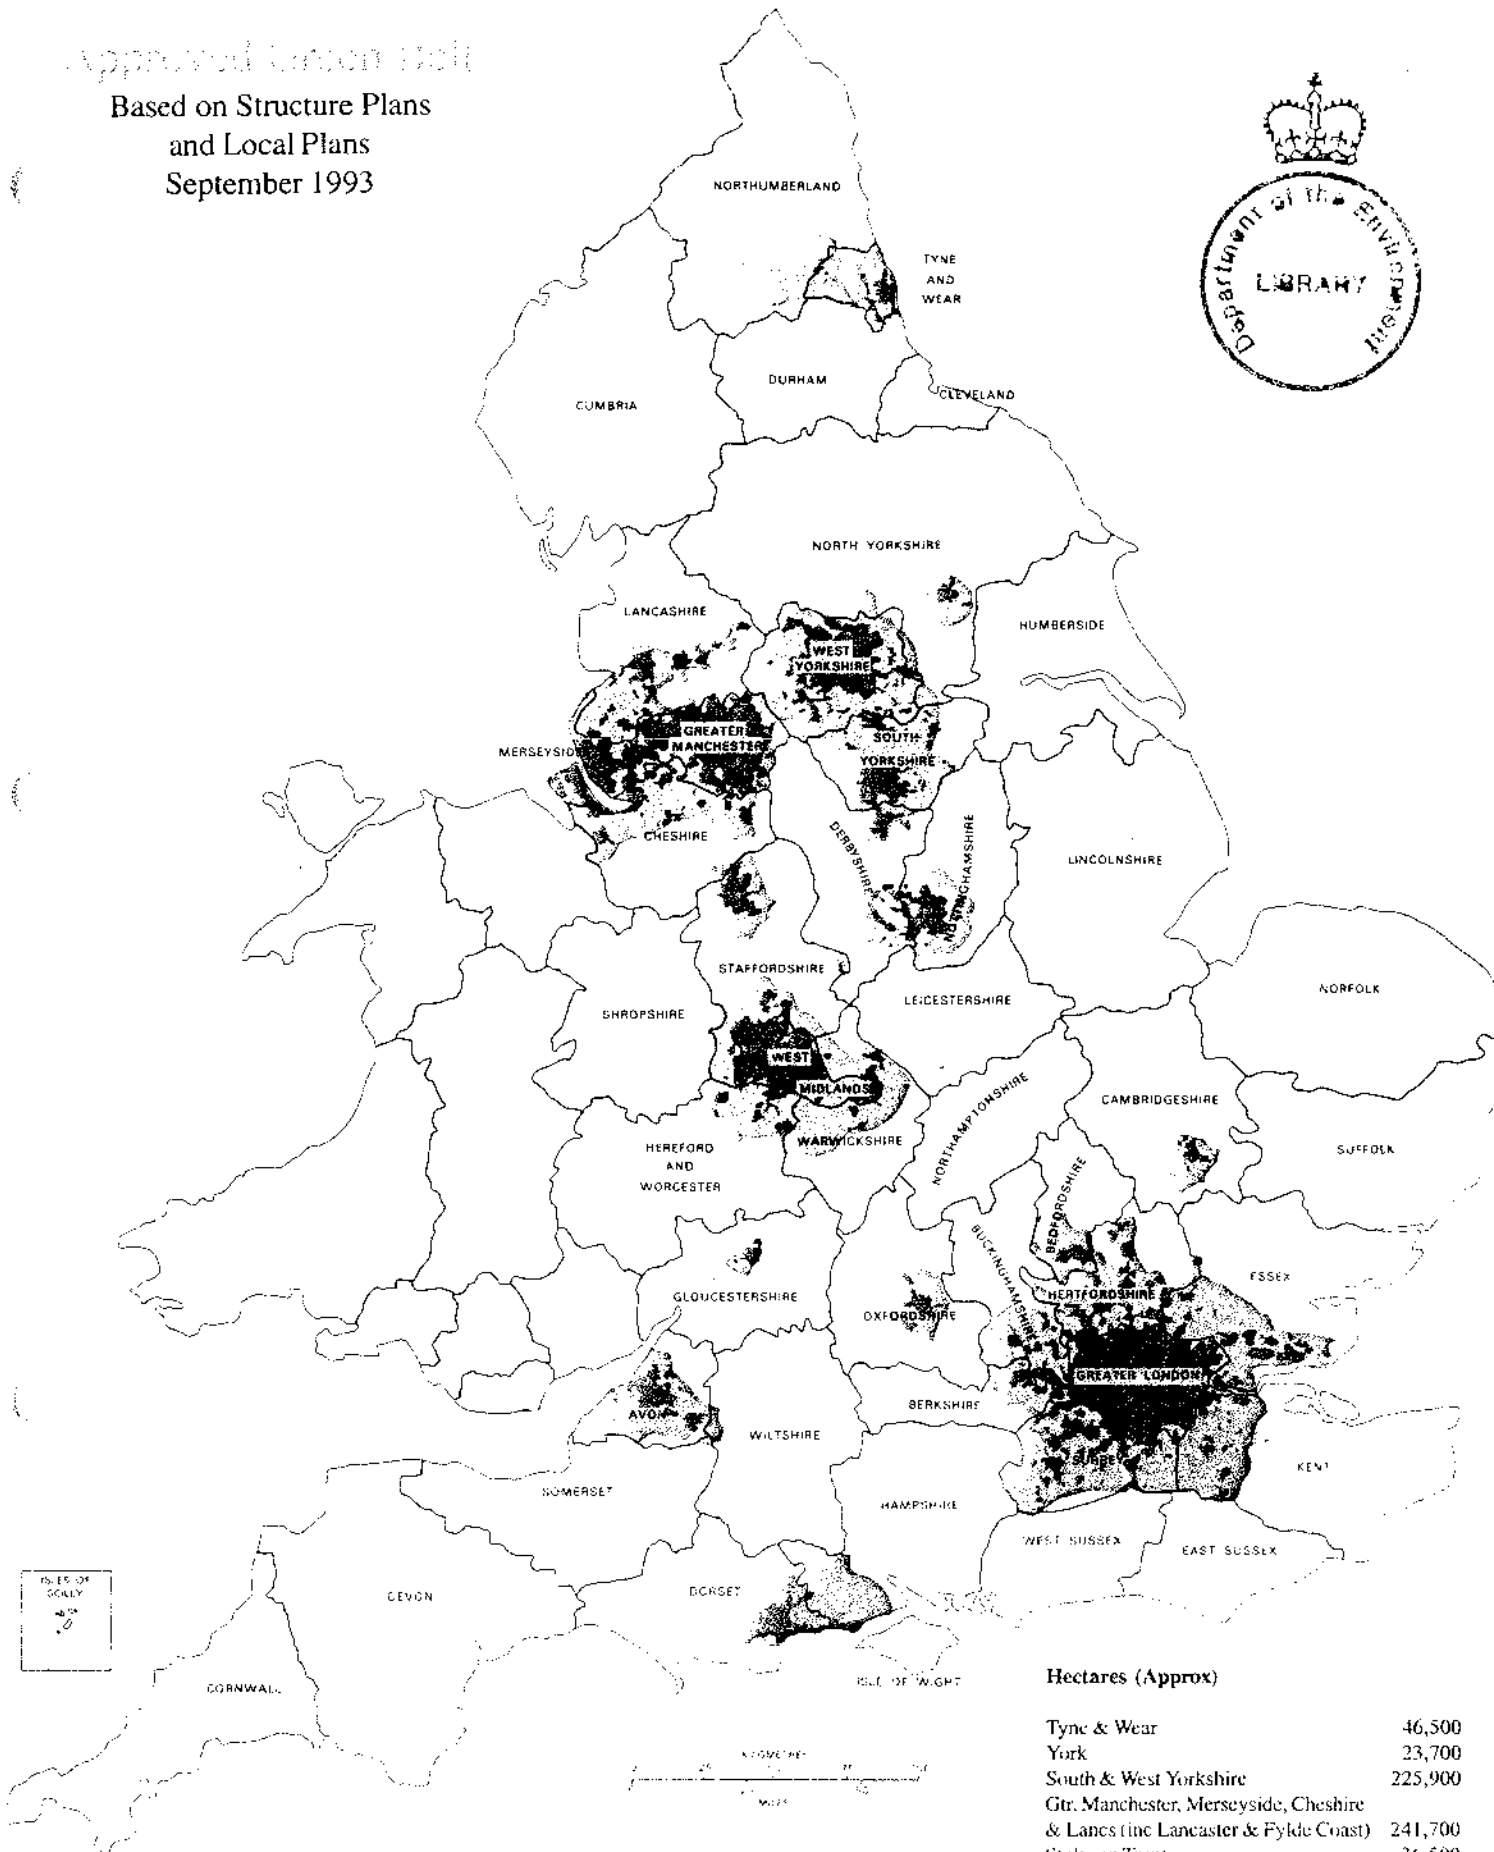 Approved Green Belt
Based on Structure Plans
and Local Plans
September 1993
Department of the Environment
LIBRARY
NORTHUMBERLAND
TYNE
AND
WEAR
DURHAM
CLEVELAND
CUMBRIA
NORTH YORKSHIRE
LANCASHIRE
HUMBERSIDE
WEST
YORKSHIRE
GREATER
MANCHESTER
MERSEYSIDE
SOUTH
YORKSHIRE
CHESHIRE
DERBYSHIRE
NOTTINGHAMSHIRE
LINCOLNSHIRE
STAFFORDSHIRE
LEICESTERSHIRE
NORFOLK
SHROPSHIRE
WEST
MIDLANDS
NORTHAMPTONSHIRE
CAMBRIDGESHIRE
WARWICKSHIRE
SUFFOLK
HEREFORD
AND
WORCESTER
BEDFORDSHIRE
BUCKINGHAMSHIRE
ESSEX
HERTFORDSHIRE
GLOUCESTERSHIRE
OXFORDSHIRE
GREATER LONDON
BERKSHIRE
AVON
WILTSHIRE
SURREY
KENT
SOMERSET
HAMPSHIRE
WEST SUSSEX
EAST SUSSEX
ISLES OF
SCILLY
DEVON
DORSET
CORNWALL
ISLE OF WIGHT
KILOMETRES
MILES
Hectares (Approx)
Tyne & Wear 46,500
York 23,700
South & West Yorkshire 225,900
Gtr. Manchester, Merseyside, Cheshire
& Lancs (inc Lancaster & Fylde Coast) 241,700